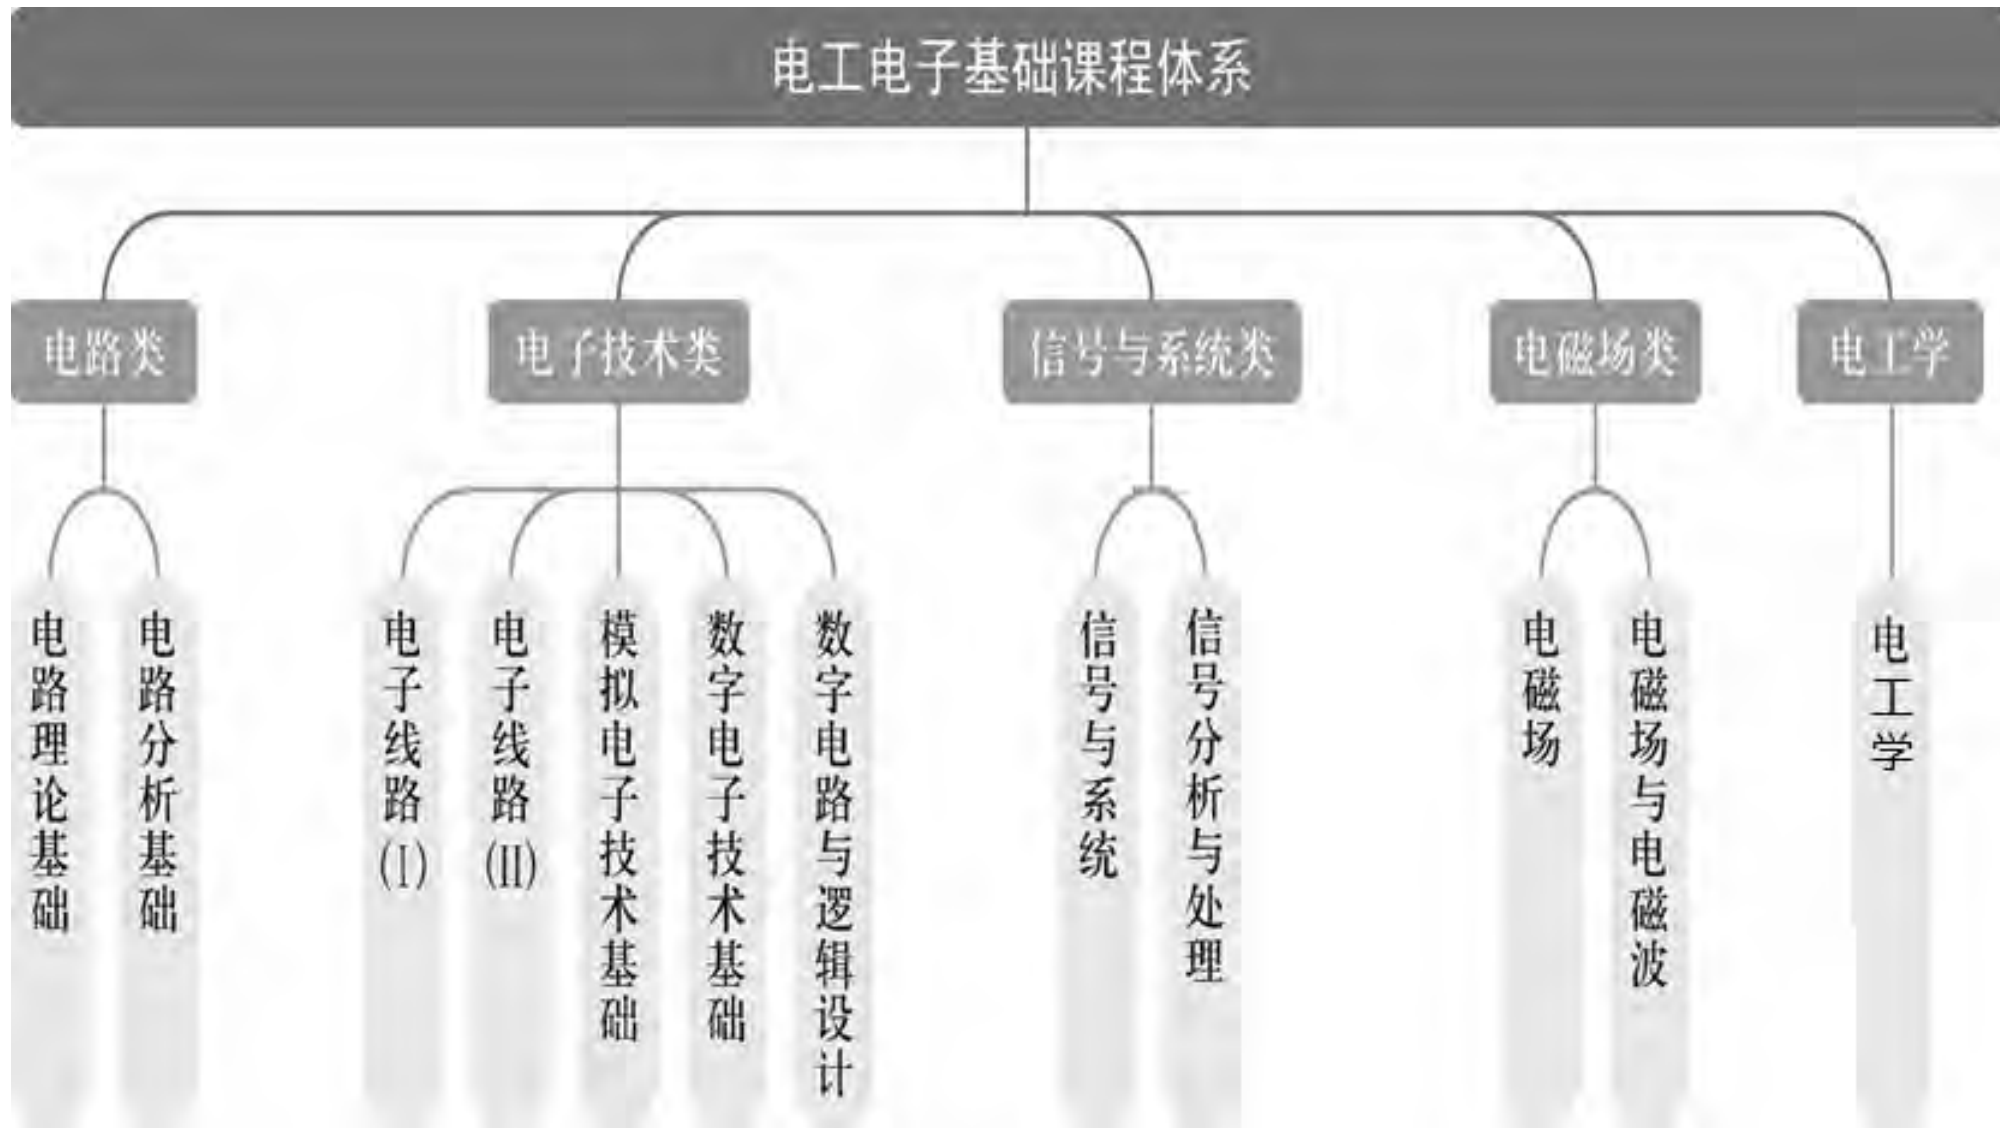 电工电子基础课程体系
电路类
电子技术类
信号与系统类
电磁场类
电工学
电路理论基础
电路分析基础
电子线路(I)
电子线路(II)
模拟电子技术基础
数字电子技术基础
数字电路与逻辑设计
信号与系统
信号分析与处理
电磁场
电磁场与电磁波
电工学